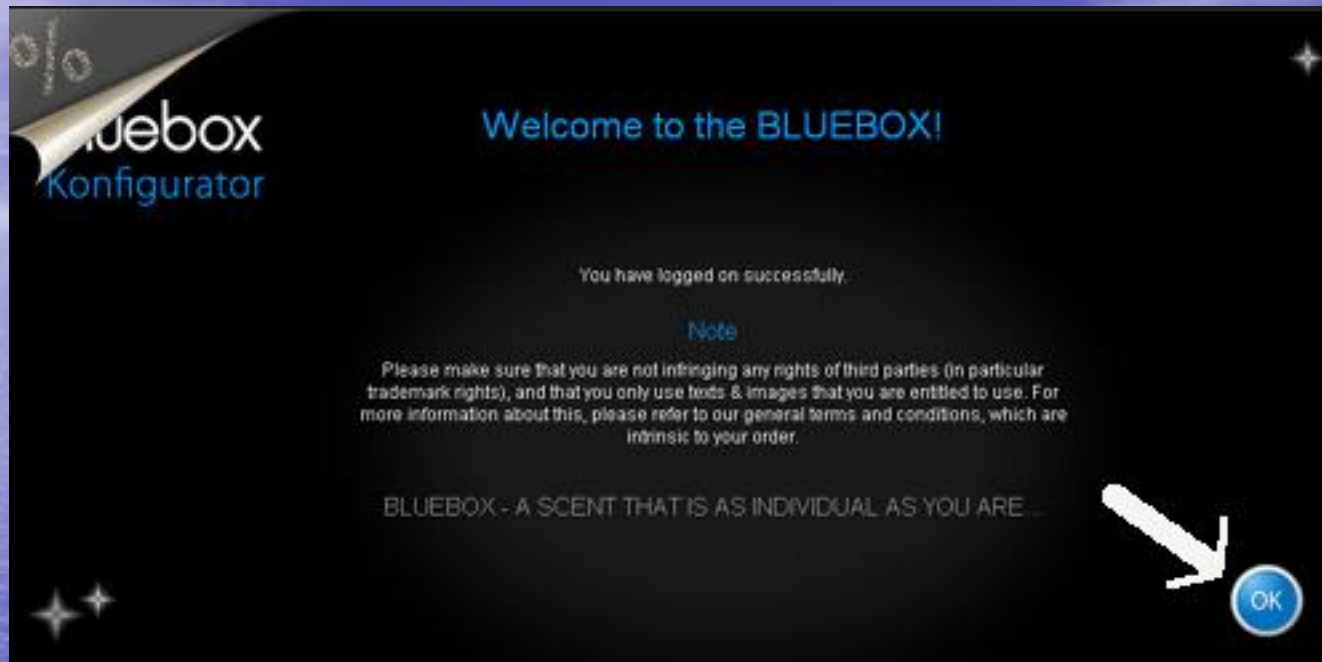 uebox
Konfigurator
Welcome to the BLUEBOX!
You have logged on successfully.
Note
Please make sure that you are not infringing any rights of third parties (in particular
trademark rights), and that you only use texts & images that you are entitled to use. For
more information about this, please refer to our general terms and conditions, which are
intrinsic to your order.
BLUEBOX - A SCENT THAT IS AS INDIVIDUAL AS YOU ARE...
OK